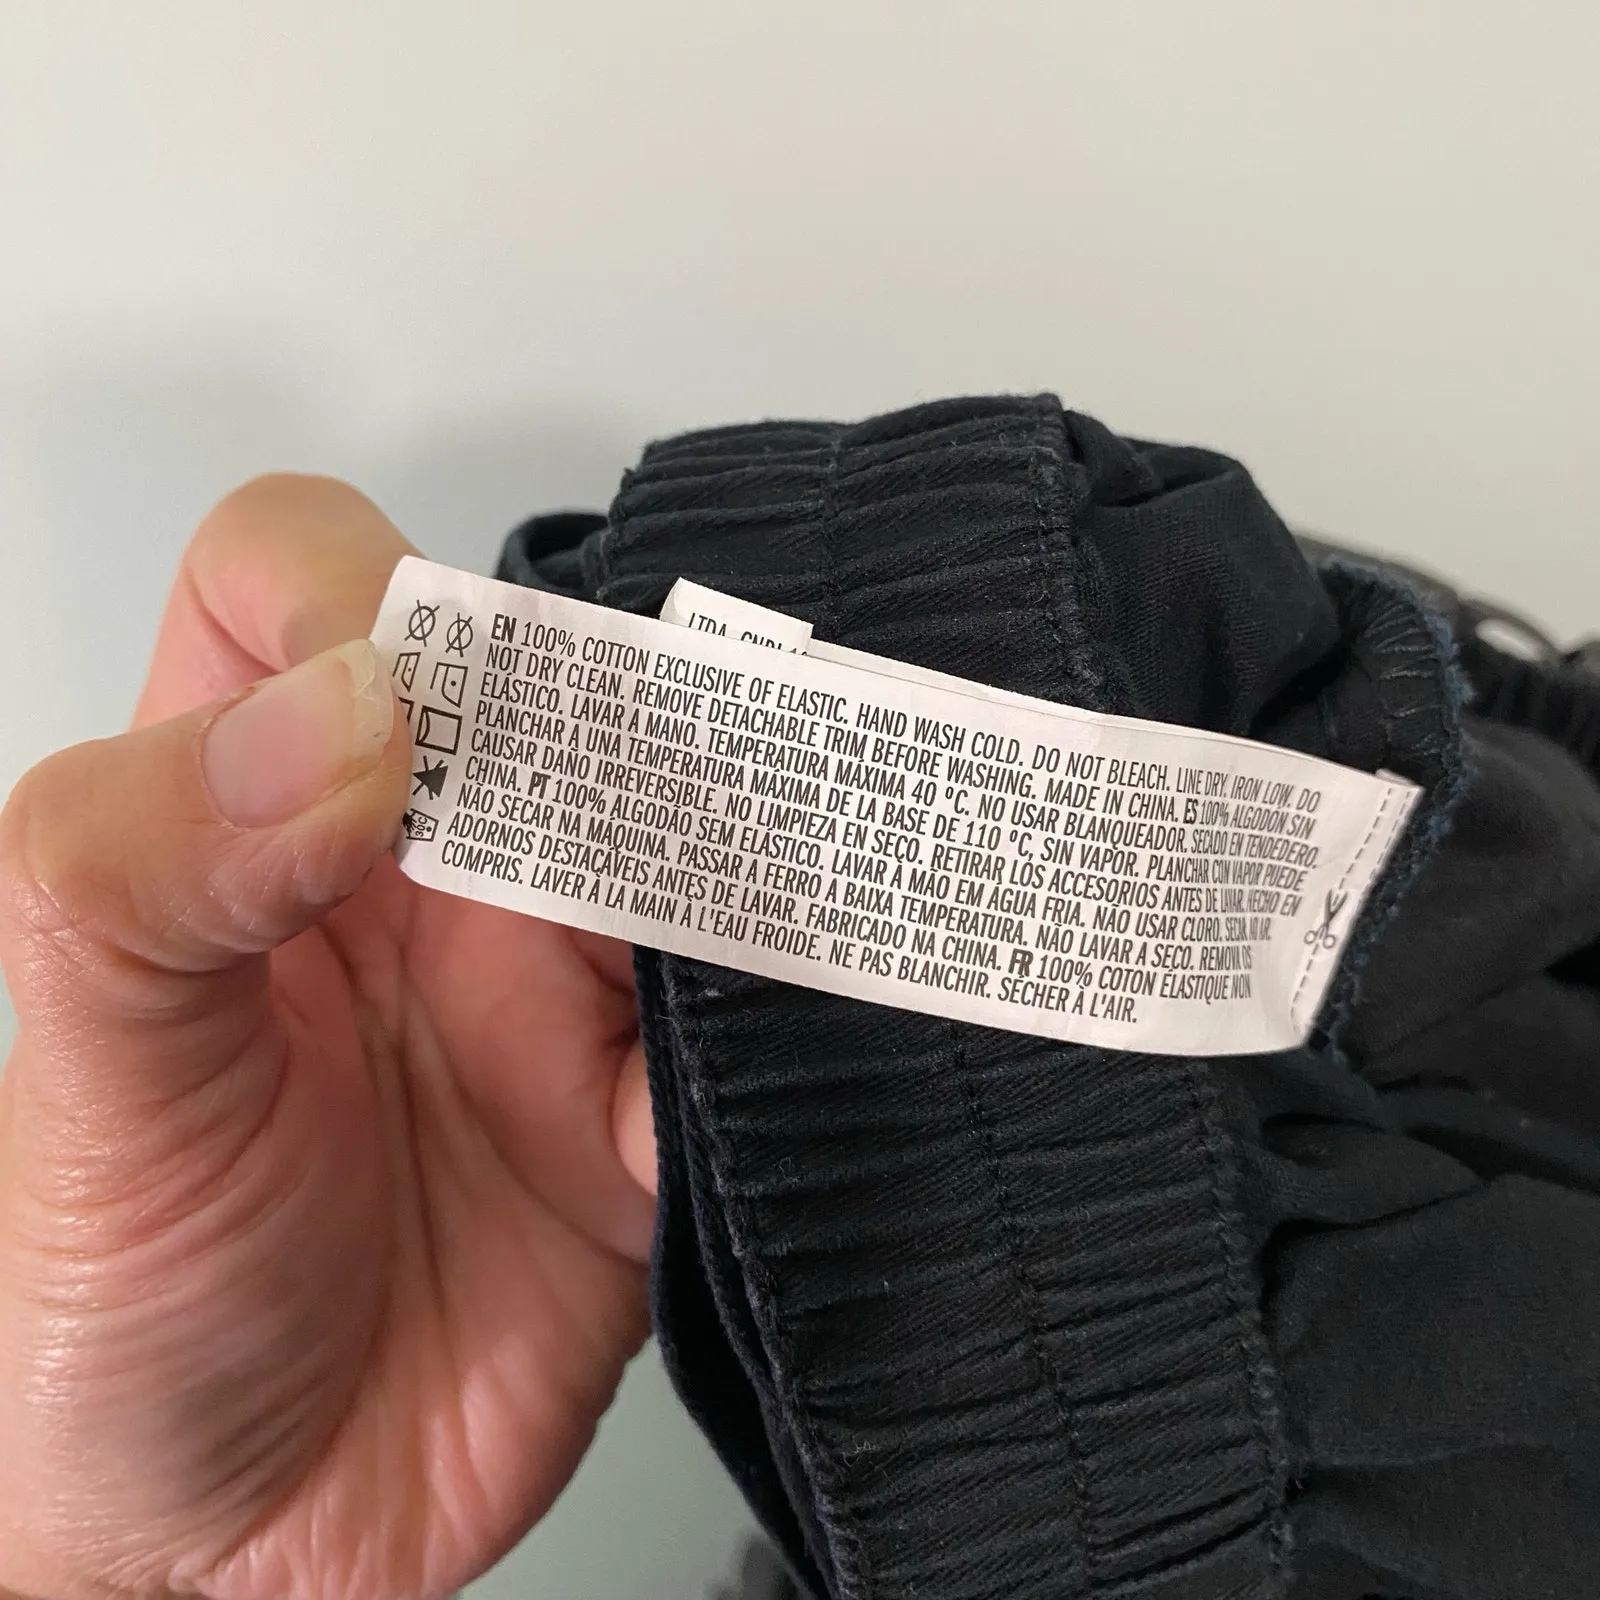 LTDA. CNPJ
EN 100% COTTON EXCLUSIVE OF ELASTIC. HAND WASH COLD. DO NOT BLEACH. LINE DRY. IRON LOW. DO
NOT DRY CLEAN. REMOVE DETACHABLE TRIM BEFORE WASHING. MADE IN CHINA. ES 100% ALGODÓN SIN
ELÁSTICO. LAVAR A MANO. TEMPERATURA MÁXIMA 40 ºC. NO USAR BLANQUEADOR. SECADO EN TENDEDERO.
PLANCHAR A UNA TEMPERATURA MÁXIMA DE LA BASE DE 110 ºC, SIN VAPOR. PLANCHAR CON VAPOR PUEDE
CAUSAR DAÑO IRREVERSIBLE. NO LIMPIEZA EN SECO. RETIRAR LOS ACCESORIOS ANTES DE LAVAR. HECHO EN
CHINA. PT 100% ALGODÃO SEM ELÁSTICO. LAVAR À MÃO EM ÁGUA FRIA. NÃO USAR CLORO. SECAR AO AR.
NÃO SECAR NA MÁQUINA. PASSAR A FERRO A BAIXA TEMPERATURA. NÃO LAVAR A SECO. REMOVA OS
ADORNOS DESTACÁVEIS ANTES DE LAVAR. FABRICADO NA CHINA. FR 100% COTON ÉLASTIQUE NON
COMPRIS. LAVER À LA MAIN À L'EAU FROIDE. NE PAS BLANCHIR. SÉCHER À L'AIR.
30C